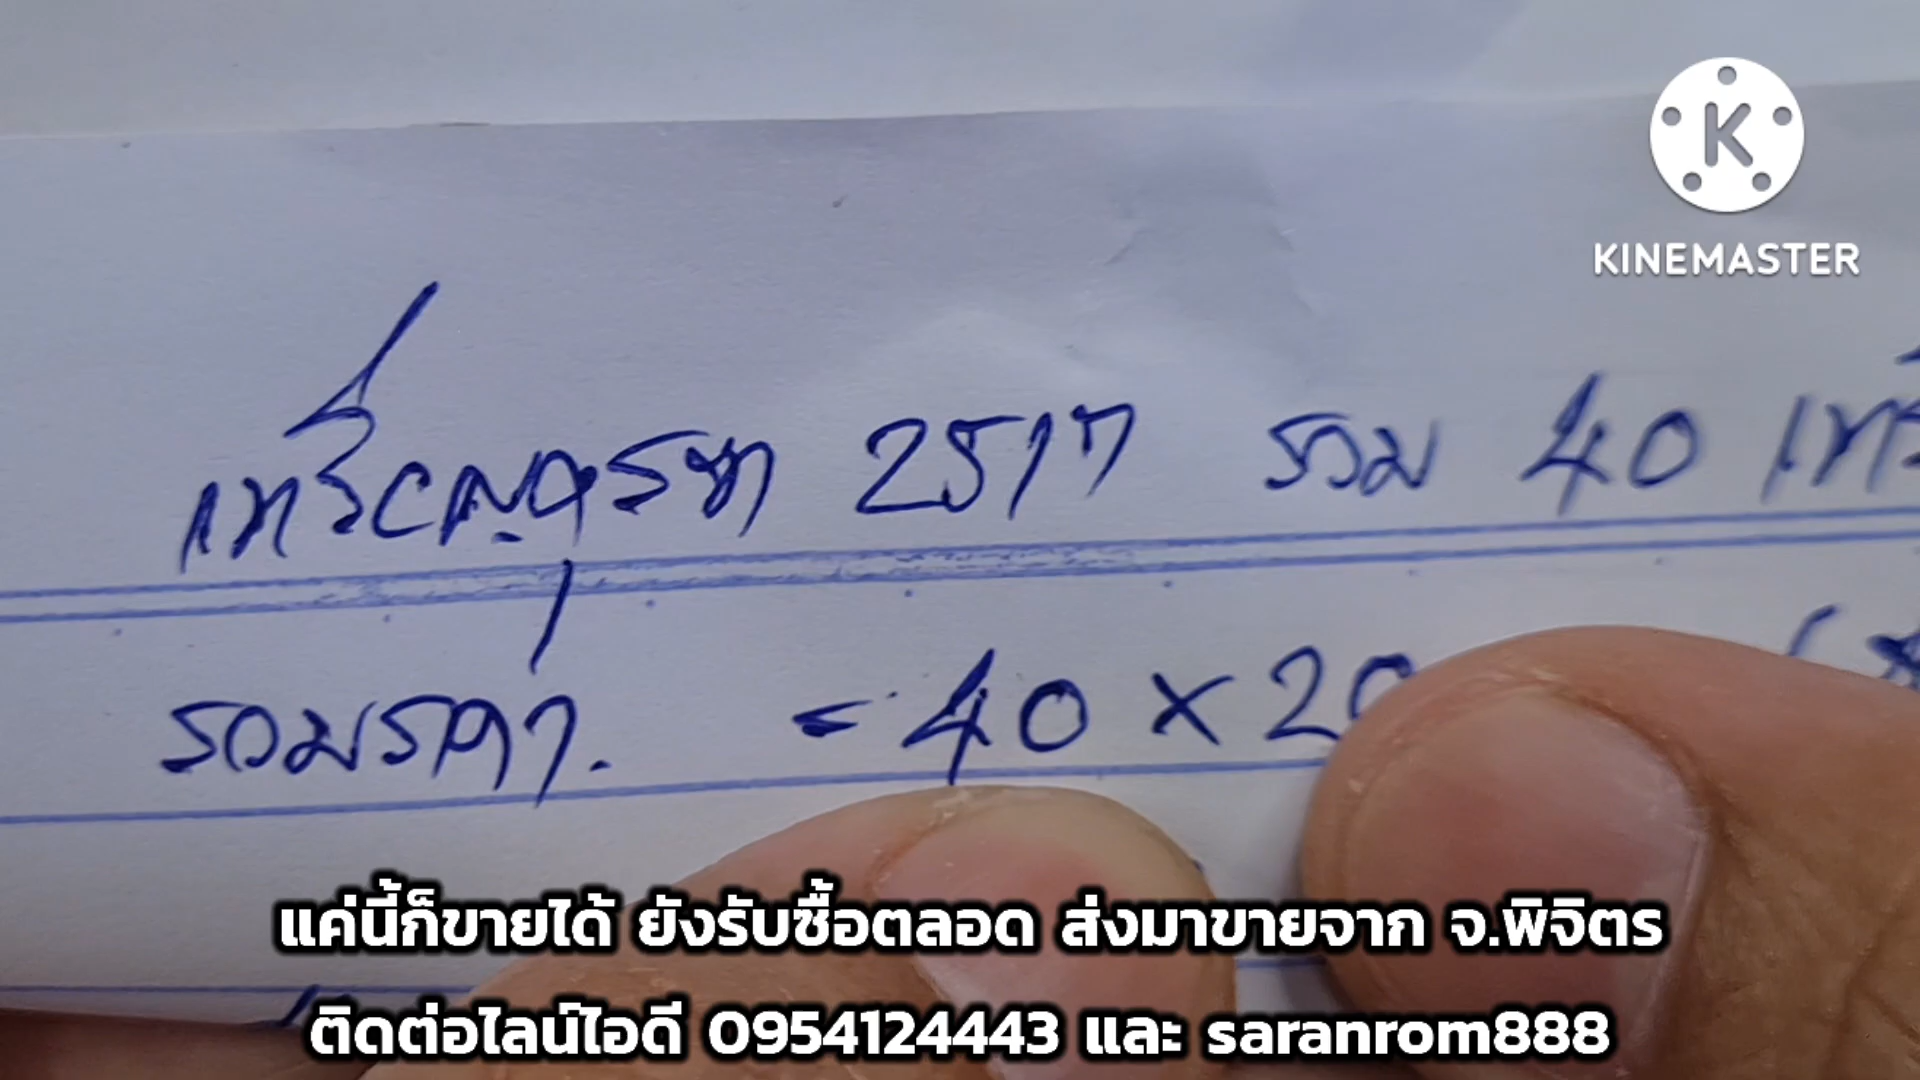 KINEMASTER
เหรียญครุฑ 2517 รวม 40
รวมราคา. = 40 × 20
แค่นี้ก็ขายได้ ยังรับซื้อตลอด ส่งมาขายจาก จ.พิจิตร
ติดต่อไลน์ไอดี 0954124443 และ saranrom888